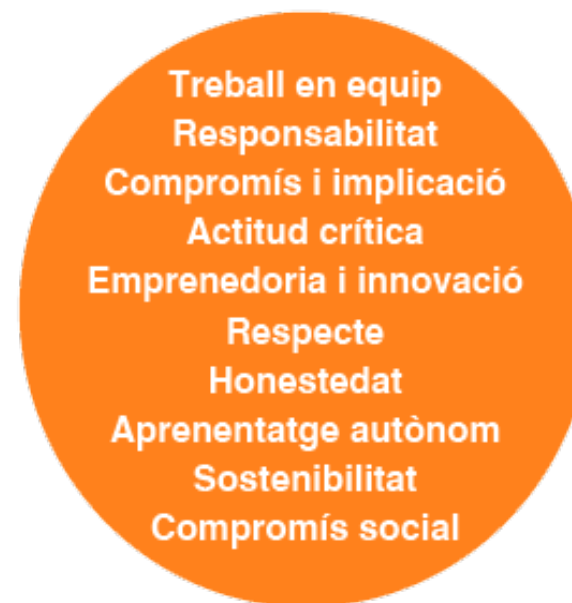 Treball en equip
Responsabilitat
Compromís i implicació
Actitud crítica
Emprenedoria i innovació
Respecte
Honestedat
Aprenentatge autònom
Sostenibilitat
Compromís social